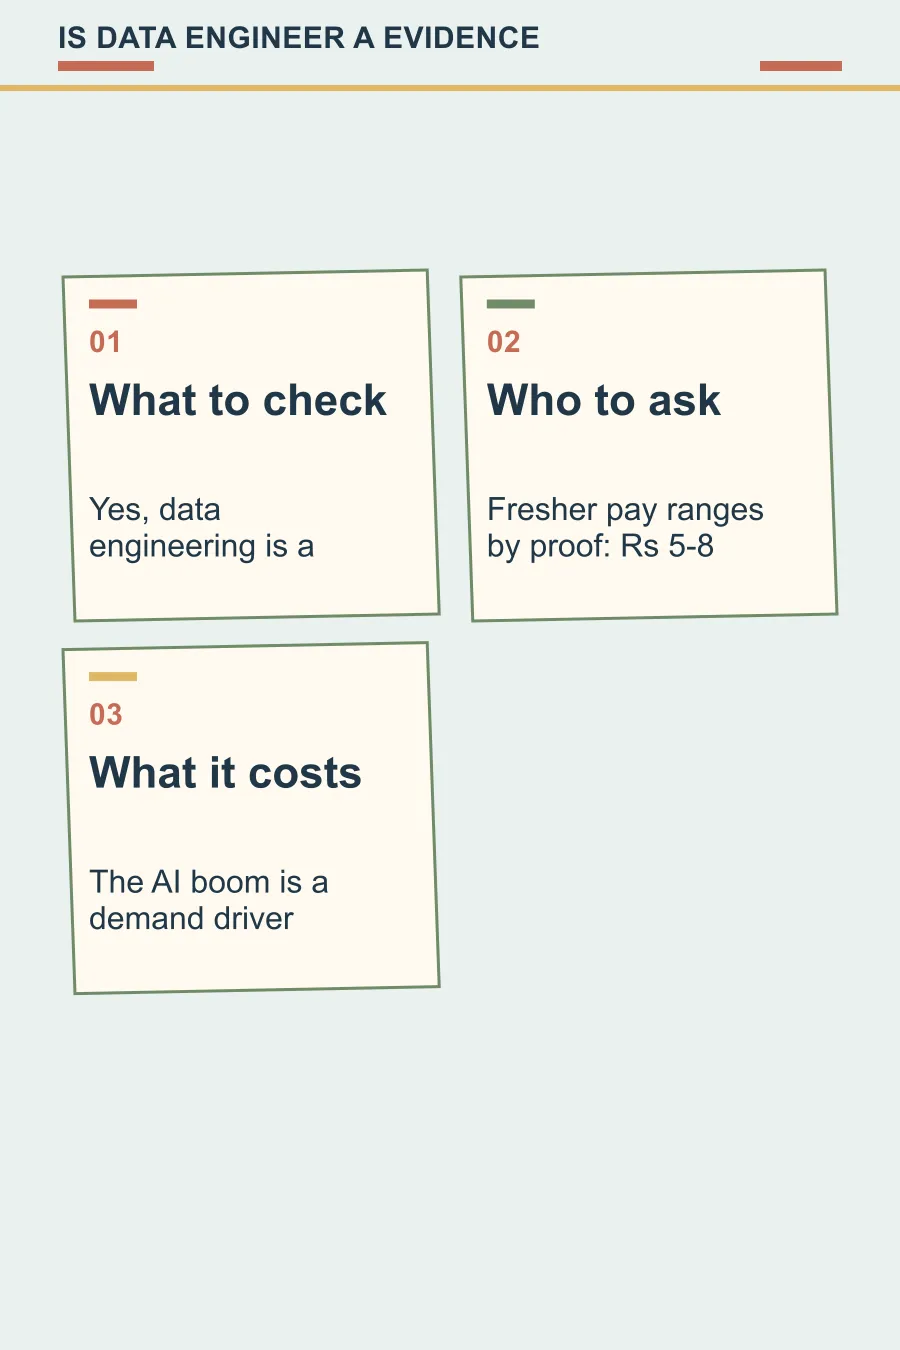 IS DATA ENGINEER A EVIDENCE
01
What to check
Yes, data
engineering is a
02
Who to ask
Fresher pay ranges
by proof: Rs 5-8
03
What it costs
The AI boom is a
demand driver